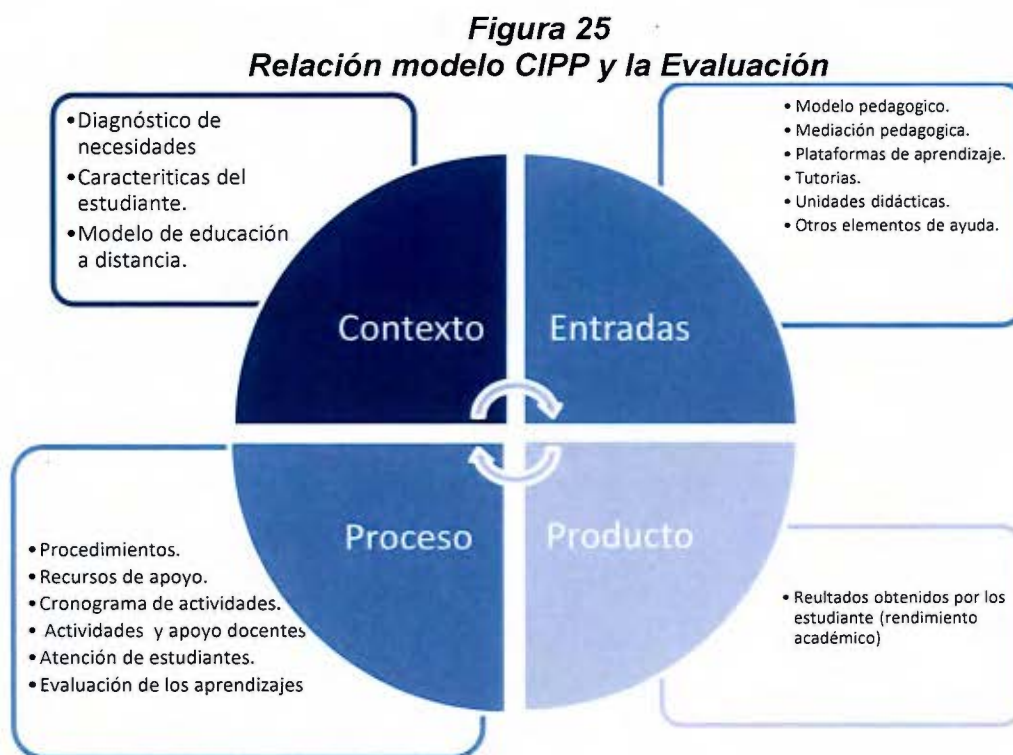 Figura 25
Relación modelo CIPP y la Evaluación
•Diagnóstico de
necesidades
•Caracteriticas del
estudiante.
•Modelo de educación
a distancia.
•Modelo pedagogico.
•Mediación pedagogica.
•Plataformas de aprendizaje.
•Tutorias.
•Unidades didácticas.
•Otros elementos de ayuda.
Contexto
Entradas
Proceso
Producto
•Procedimientos.
•Recursos de apoyo.
•Cronograma de actividades.
• Actividades y apoyo docentes
•Atención de estudiantes.
•Evaluación de los aprendizajes
•Reultados obtenidos por los
estudiante (rendimiento
académico)